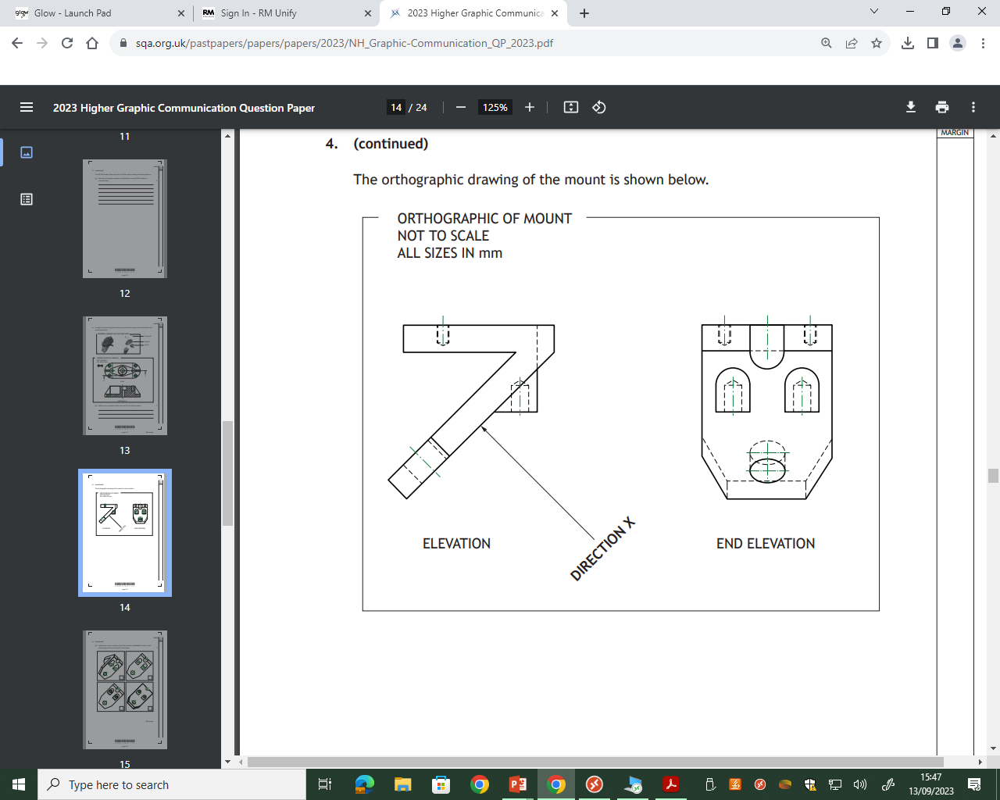 glow Glow - Launch Pad
RM Sign In - RM Unify
2023 Higher Graphic Communica
sqa.org.uk/pastpapers/papers/papers/2023/NH_Graphic-Communication_QP_2023.pdf
2023 Higher Graphic Communication Question Paper
14 / 24
125%
11
12
13
14
15
MARGIN
4. (continued)
The orthographic drawing of the mount is shown below.
ORTHOGRAPHIC OF MOUNT
NOT TO SCALE
ALL SIZES IN mm
DIRECTION X
ELEVATION
END ELEVATION
Type here to search
15:47
13/09/2023